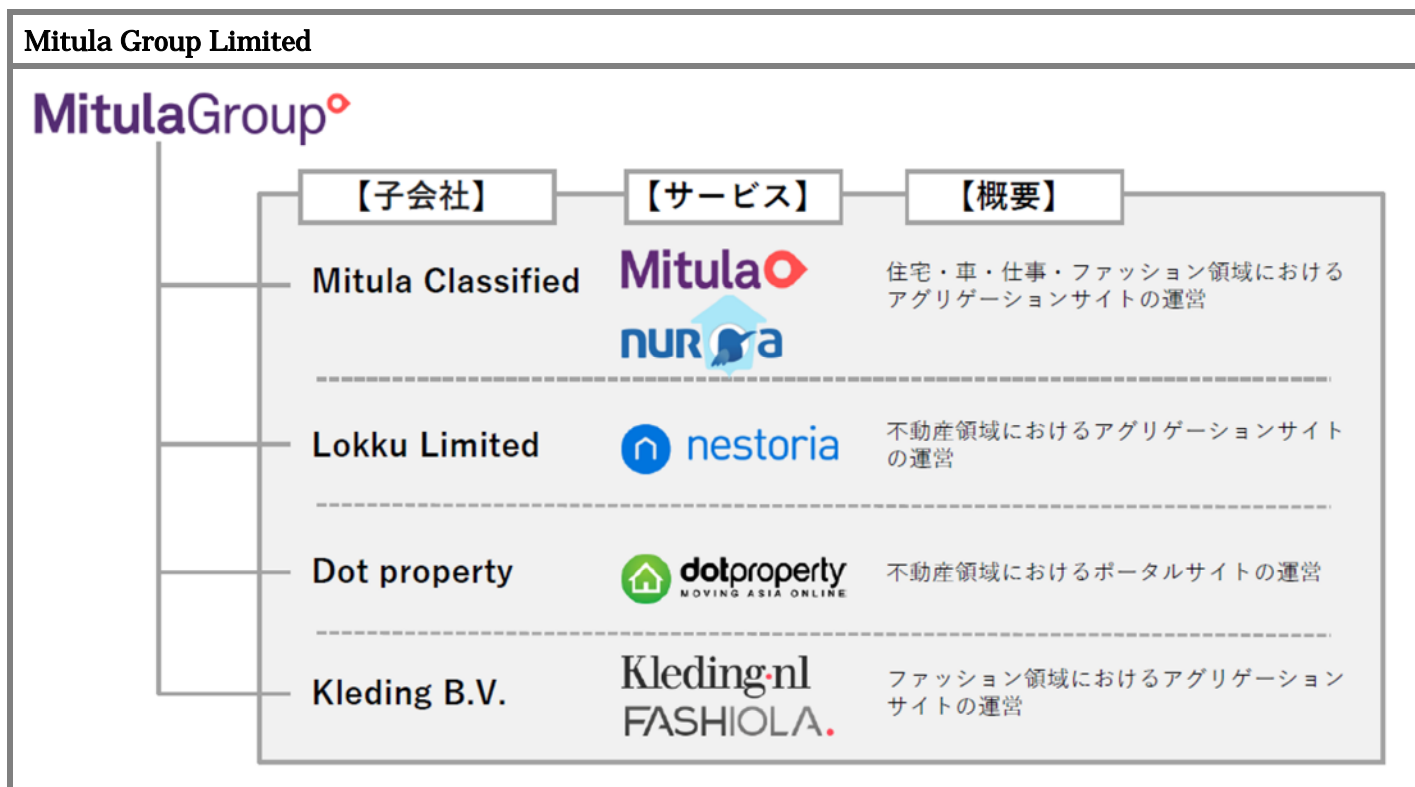 Mitula Group Limited
MitulaGroup
【子会社】 【サービス】 【概要】
Mitula Classified
Mitula
nuroa
住宅・車・仕事・ファッション領域における
アグリゲーションサイトの運営
Lokku Limited
nestoria
不動産領域におけるアグリゲーションサイト
の運営
Dot property
dotproperty
MOVING ASIA ONLINE
不動産領域におけるポータルサイトの運営
Kleding B.V.
Kleding·nl
FASHIOLA.
ファッション領域におけるアグリゲーション
サイトの運営